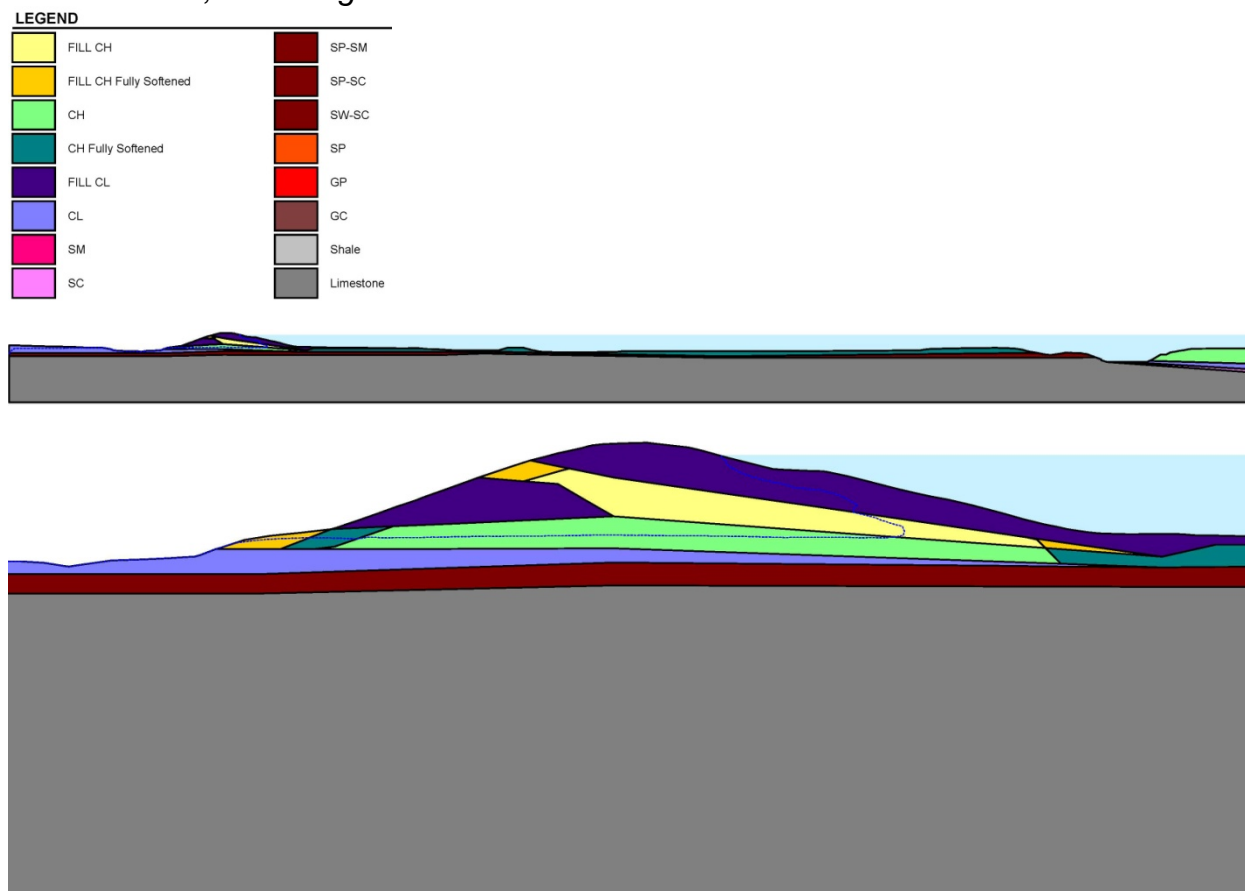 LEGEND
FILL CH
FILL CH Fully Softened
CH
CH Fully Softened
FILL CL
CL
SM
SC
SP-SM
SP-SC
SW-SC
SP
GP
GC
Shale
Limestone